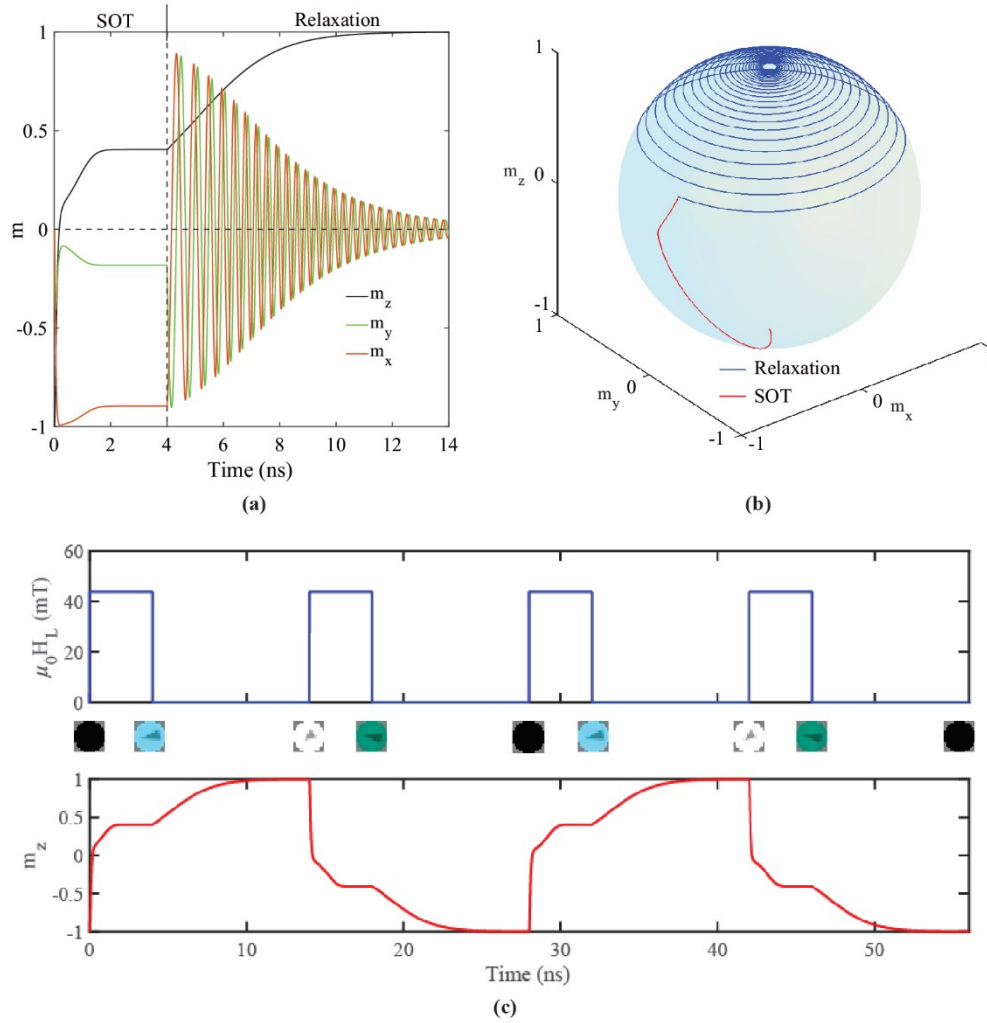 SOT Relaxation
1
0.5
0
-0.5
-1
m
m_z
m_y
m_x
0 2 4 6 8 10 12 14
Time (ns)
(a)
1
m_z 0
-1
1
m_y 0
-1
-1
0 m_x
Relaxation
SOT
(b)
60
40
20
0
μ₀H_L (mT)
1
0.5
0
-0.5
-1
m_z
0 10 20 30 40 50
Time (ns)
(c)